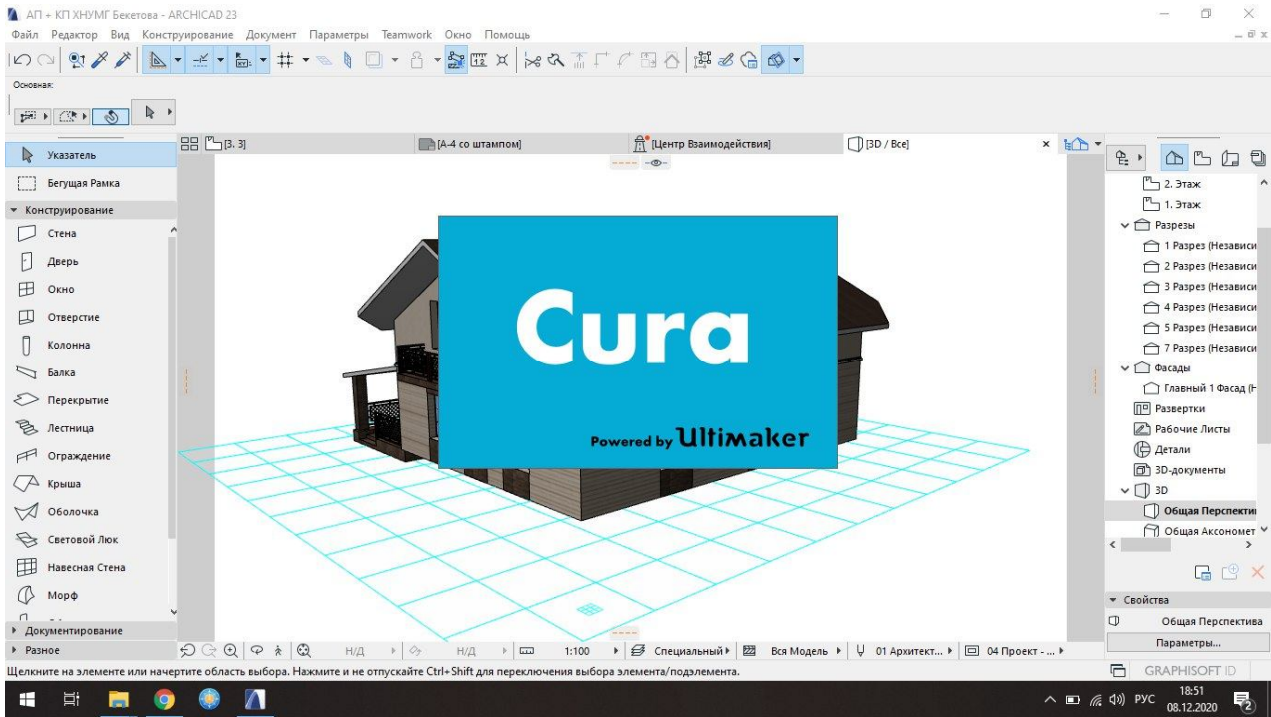 АП + КП ХНУМГ Бекетова - ARCHICAD 23
Файл Редактор Вид Конструирование Документ Параметры Teamwork Окно Помощь
Основная:
[3. 3] [А-4 со штампом] [Центр Взаимодействия] [3D / Все]
Указатель
Бегущая Рамка
Конструирование
Стена
Дверь
Окно
Отверстие
Колонна
Балка
Перекрытие
Лестница
Ограждение
Крыша
Оболочка
Световой Люк
Навесная Стена
Морф
Документирование
Разное
Cura
Powered by Ultimaker
2. Этаж
1. Этаж
Разрезы
1 Разрез (Независи
2 Разрез (Независи
3 Разрез (Независи
4 Разрез (Независи
5 Разрез (Независи
7 Разрез (Независи
Фасады
Главный 1 Фасад (Н
Развертки
Рабочие Листы
Детали
3D-документы
3D
Общая Перспекти
Общая Аксономет
Свойства
Общая Перспектива
Параметры...
Н/Д Н/Д 1:100 Специальный Вся Модель 01 Архитект... 04 Проект - ...
Щелкните на элементе или начертите область выбора. Нажмите и не отпускайте Ctrl+Shift для переключения выбора элемента/подэлемента.
GRAPHISOFT ID
РУС
18:51
08.12.2020
2